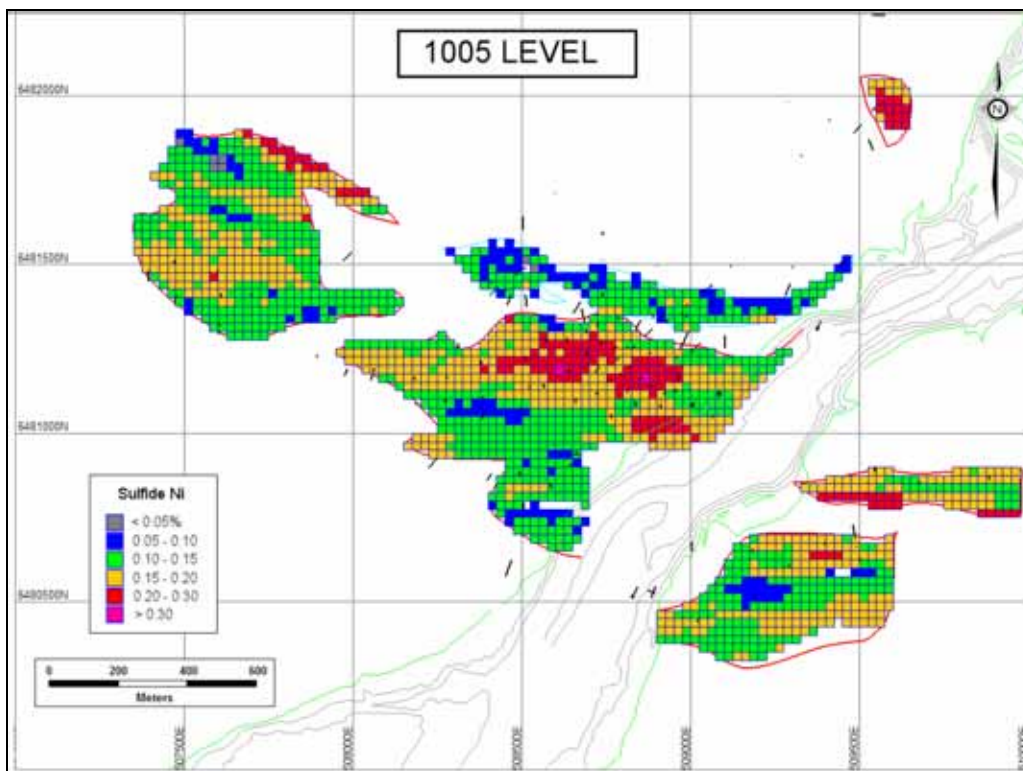 1005 LEVEL
6482000N
N
6481500N
6481000N
Sulfide Ni
< 0.05%
0.05 - 0.10
0.10 - 0.15
0.15 - 0.20
0.20 - 0.30
> 0.30
6480500N
0 200 400 600
Meters